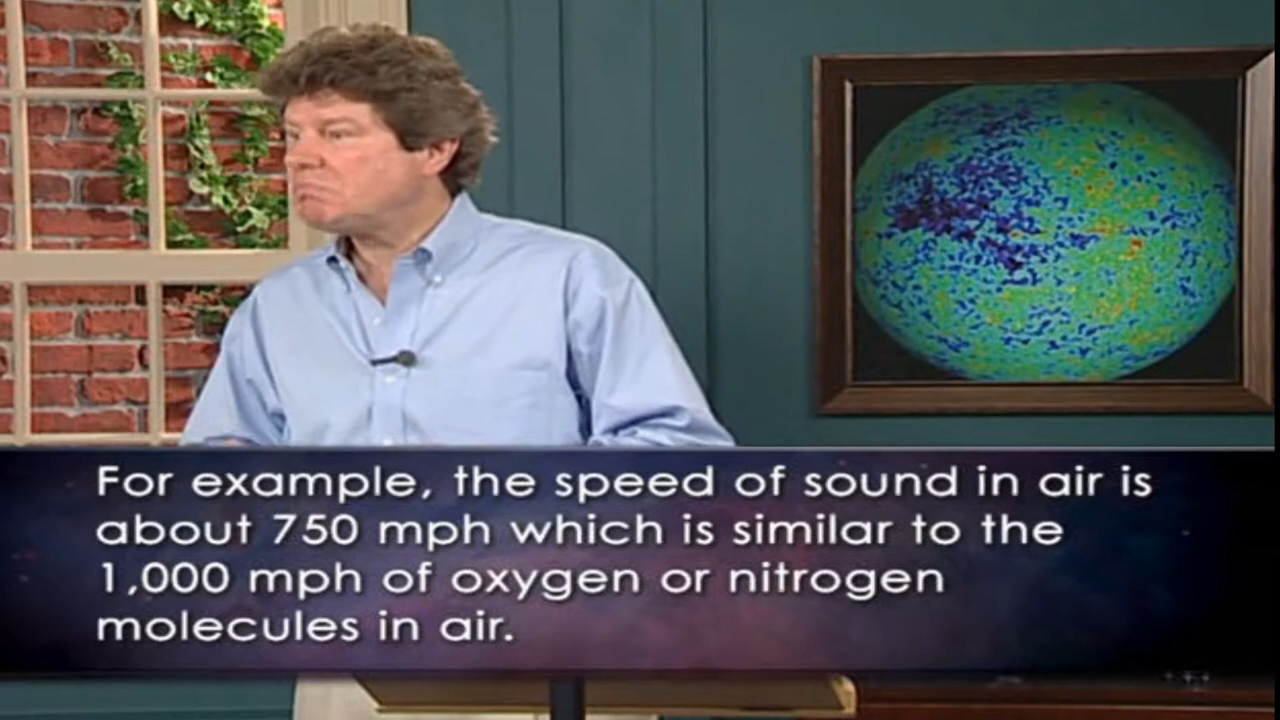 For example, the speed of sound in air is
about 750 mph which is similar to the
1,000 mph of oxygen or nitrogen
molecules in air.